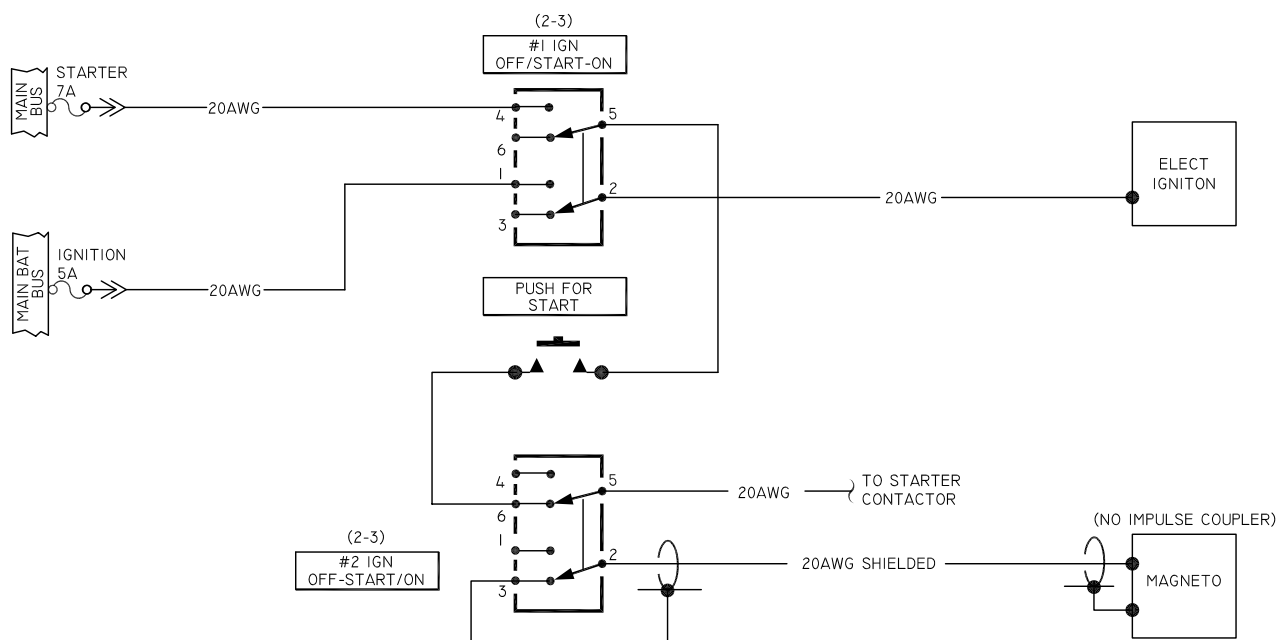 (2-3)
#1 IGN
OFF/START-ON
MAIN
BUS
STARTER
7A
20AWG
4
5
6
1
2
3
20AWG
ELECT
IGNITON
MAIN BAT
BUS
IGNITION
5A
20AWG
PUSH FOR
START
4
5
6
1
2
3
20AWG
TO STARTER
CONTACTOR
(2-3)
#2 IGN
OFF-START/ON
20AWG SHIELDED
(NO IMPULSE COUPLER)
MAGNETO